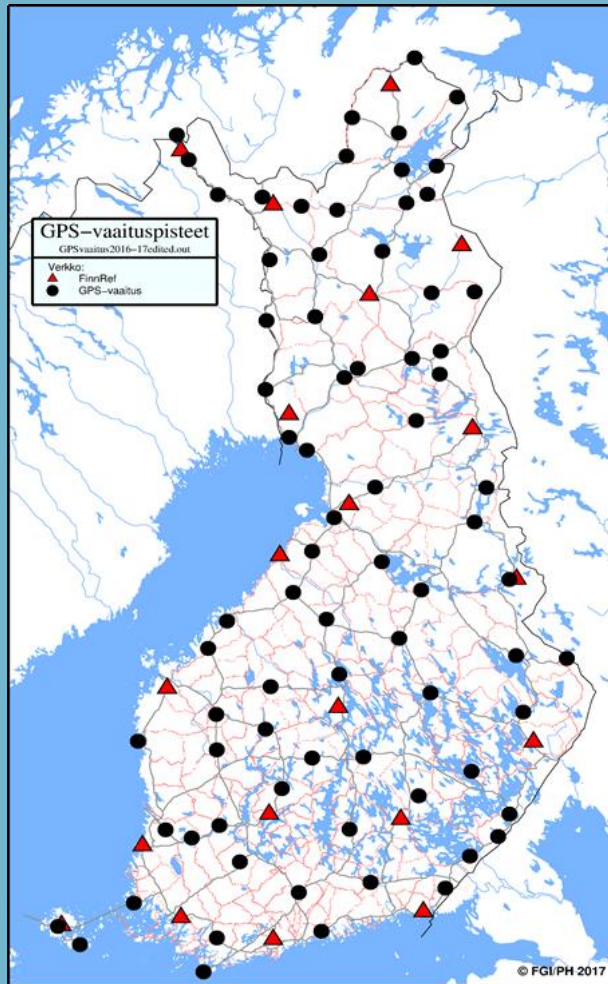 GPS-vaaituspisteet
GPSvaaitus2016-17edited.out
Verkko:
FinnRef
GPS-vaaitus
© FGI/PH 2017